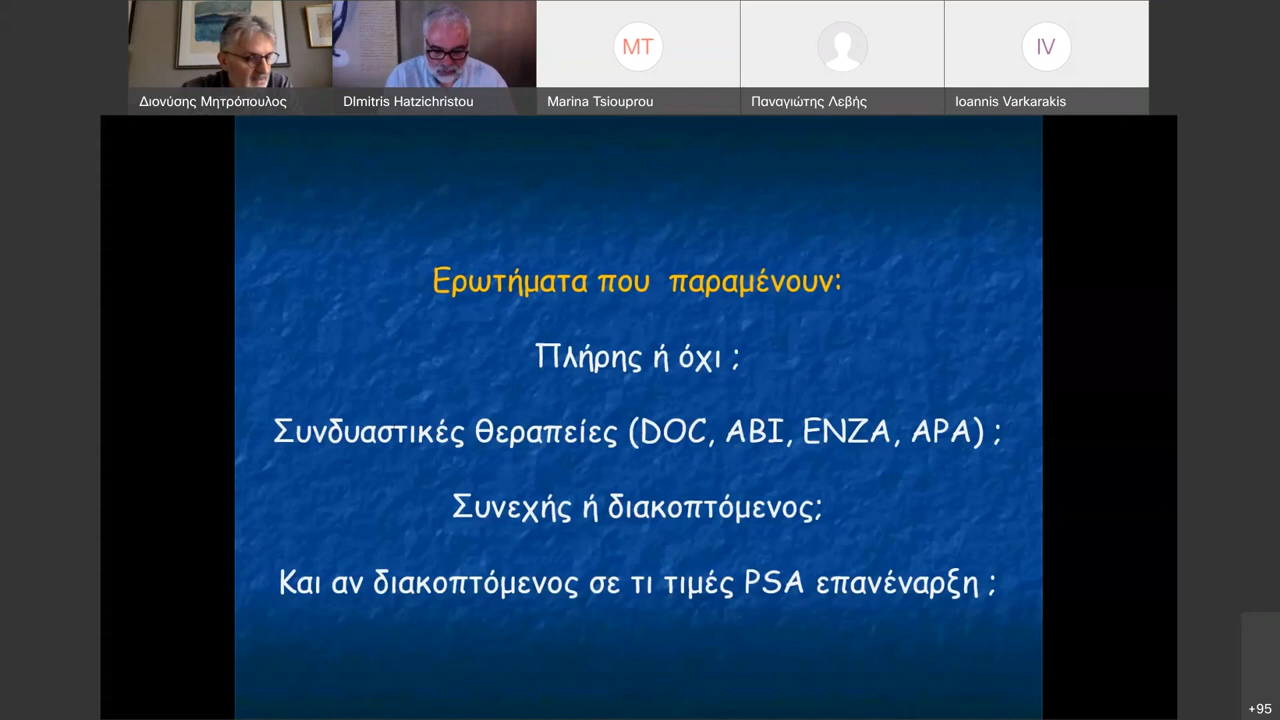 MT
IV
Διονύσης Μητρόπουλος
DImitris Hatzichristou
Marina Tsiouprou
Παναγιώτης Λεβής
Ioannis Varkarakis
Ερωτήματα που παραμένουν:
Πλήρης ή όχι ;
Συνδυαστικές θεραπείες (DOC, ABI, ENZA, APA) ;
Συνεχής ή διακοπτόμενος;
Και αν διακοπτόμενος σε τι τιμές PSA επανέναρξη ;
+95